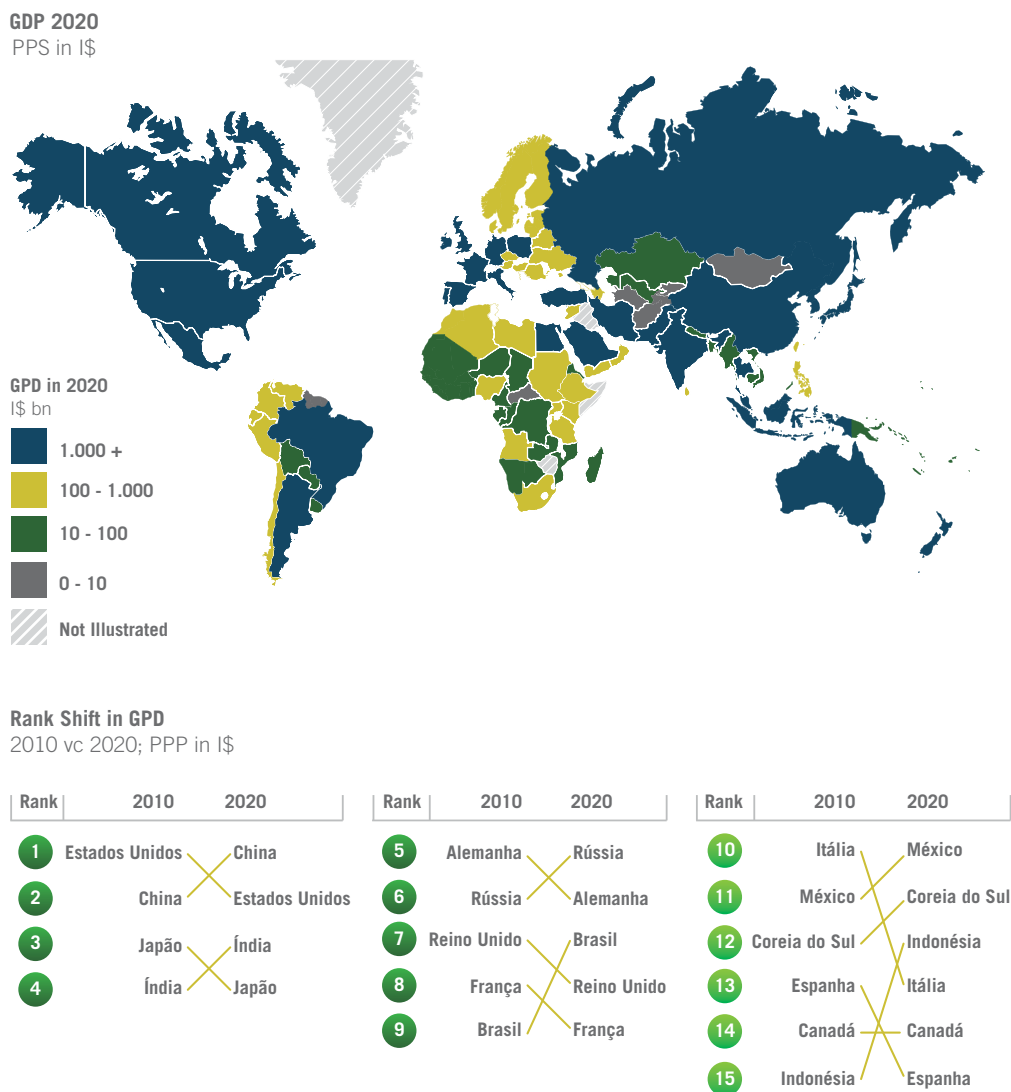 GDP 2020
PPS in I$
GPD in 2020
I$ bn
1.000 +
100 - 1.000
10 - 100
0 - 10
Not Illustrated
Rank Shift in GPD
2010 vc 2020; PPP in I$
Rank 2010 2020
1 Estados Unidos China
2 China Estados Unidos
3 Japão Índia
4 Índia Japão
Rank 2010 2020
5 Alemanha Rússia
6 Rússia Alemanha
7 Reino Unido Brasil
8 França Reino Unido
9 Brasil França
Rank 2010 2020
10 Itália México
11 México Coreia do Sul
12 Coreia do Sul Indonésia
13 Espanha Itália
14 Canadá Canadá
15 Indonésia Espanha